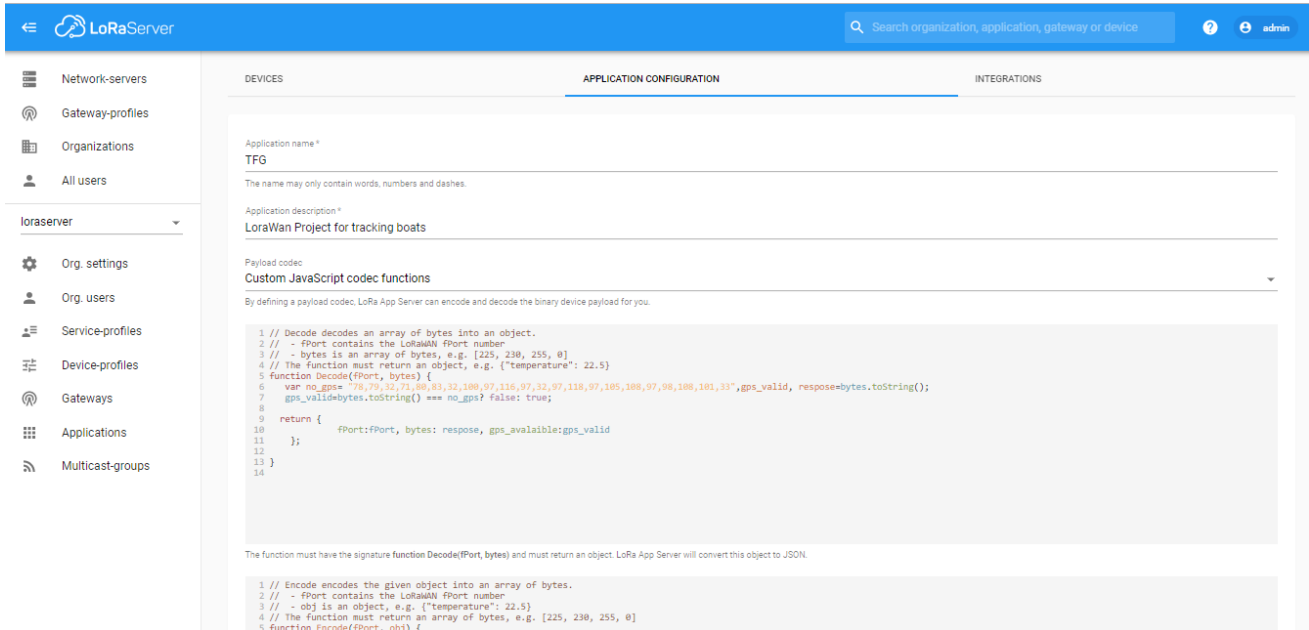 LoRaServer
Search organization, application, gateway or device
? admin
Network-servers
Gateway-profiles
Organizations
All users
loraserver
Org. settings
Org. users
Service-profiles
Device-profiles
Gateways
Applications
Multicast-groups
DEVICES APPLICATION CONFIGURATION INTEGRATIONS
Application name *
TFG
The name may only contain words, numbers and dashes.
Application description *
LoraWan Project for tracking boats
Payload codec
Custom JavaScript codec functions
By defining a payload codec, LoRa App Server can encode and decode the binary device payload for you.
1 // Decode decodes an array of bytes into an object.
2 // - fPort contains the LoRaWAN fPort number
3 // - bytes is an array of bytes, e.g. [225, 230, 255, 0]
4 // The function must return an object, e.g. {"temperature": 22.5}
5 function Decode(fPort, bytes) {
6 var no_gps= "78,79,32,71,80,83,32,100,97,116,97,32,97,118,97,105,108,97,98,108,101,33",gps_valid, respose=bytes.toString();
7 gps_valid=bytes.toString() === no_gps? false: true;
8
9 return {
10 fPort:fPort, bytes: respose, gps_avalaible:gps_valid
11 };
12
13 }
14
The function must have the signature function Decode(fPort, bytes) and must return an object. LoRa App Server will convert this object to JSON.
1 // Encode encodes the given object into an array of bytes.
2 // - fPort contains the LoRaWAN fPort number
3 // - obj is an object, e.g. {"temperature": 22.5}
4 // The function must return an array of bytes, e.g. [225, 230, 255, 0]
5 function Encode(fPort, obj) {